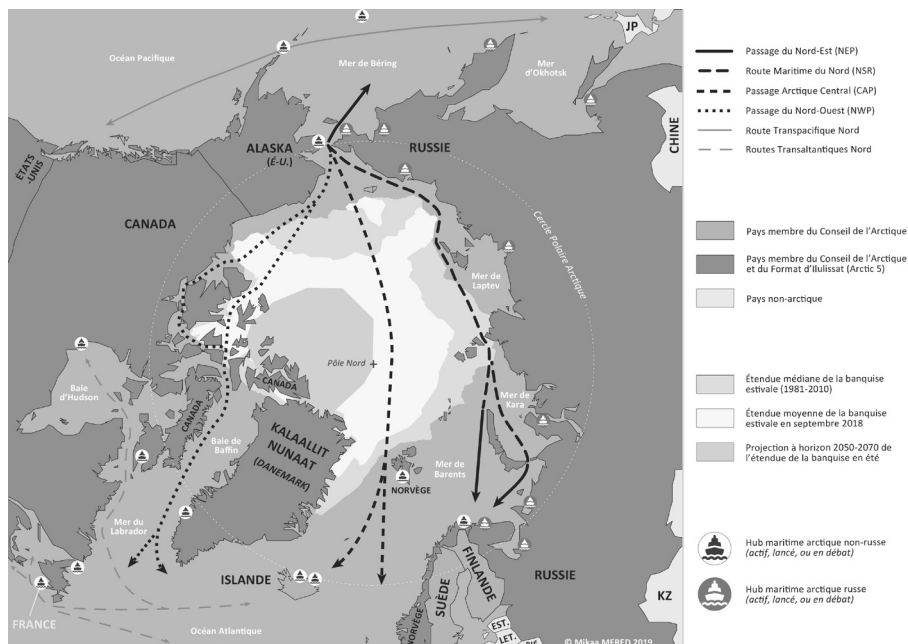 Océan Pacifique
Mer de Béring
Mer
d'Okhotsk
JP
CHINE
ALASKA
(É-U.)
RUSSIE
ÉTATS
-UNIS
CANADA
Cercle Polaire Arctique
Mer de
Laptev
Pôle Nord
CANADA
CANADA
Baie
d'Hudson
Baie de
Baffin
KALAALLIT
NUNAAT
(DANEMARK)
Mer de
Kara
Mer de
Barents
NORVÈGE
Mer du
Labrador
FRANCE
ISLANDE
Océan Atlantique
NORVÈGE
SUÈDE
FINLANDE
RUSSIE
EST.
LET.
KZ
© Mikaa MERED 2019
Passage du Nord-Est (NEP)
Route Maritime du Nord (NSR)
Passage Arctique Central (CAP)
Passage du Nord-Ouest (NWP)
Route Transpacifique Nord
Routes Transaltantiques Nord
Pays membre du Conseil de l'Arctique
Pays membre du Conseil de l'Arctique
et du Format d'Ilulissat (Arctic 5)
Pays non-arctique
Étendue médiane de la banquise
estivale (1981-2010)
Étendue moyenne de la banquise
estivale en septembre 2018
Projection à horizon 2050-2070 de
l'étendue de la banquise en été
Hub maritime arctique non-russe
(actif, lancé, ou en débat)
Hub maritime arctique russe
(actif, lancé, ou en débat)